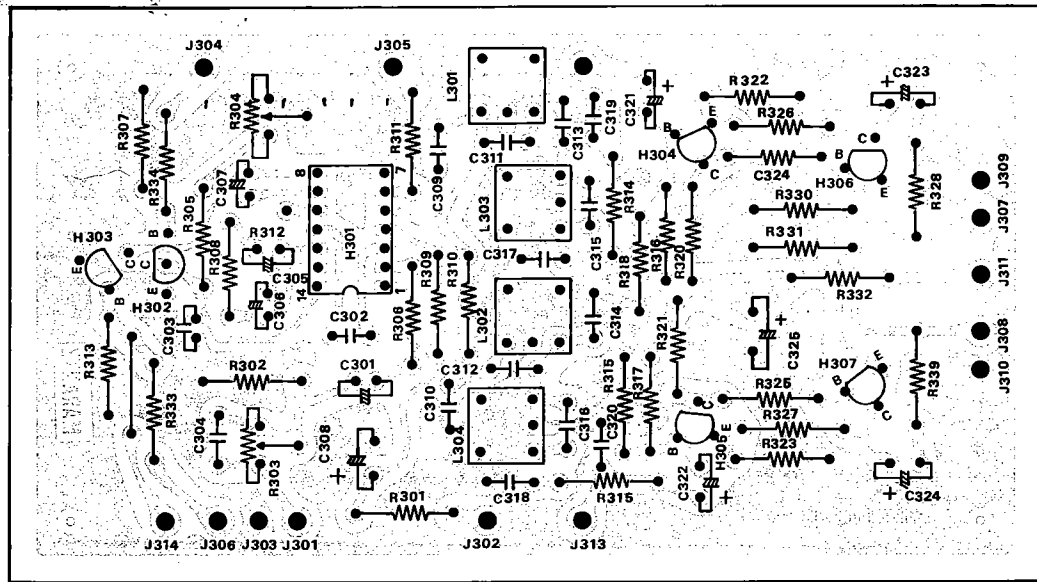 J304
J305
L301
C321
+
R322
+
C323
R307
R334
R304
R311
C309
C311
C313
C319
B
E
H304
C
R326
C324
C
B
H306
E
R328
J309
J307
C307
8
7
R305
R308
R312
C305
H301
L303
C315
R314
R318
R316
R320
R330
R331
R332
J311
H303
E
C
B
B
C
E
H302
C306
14
1
C302
R306
R309
R310
C317
L302
C314
R321
+
C325
J308
J310
C303
R313
R333
R302
C301
C312
C310
R315
R317
R325
H307
E
B
C
R339
C304
R303
C308
+
L304
C316
C320
C
B
E
H305
R327
R323
C318
R315
C322
+
+
C324
R301
J314
J306
J303
J301
J302
J313